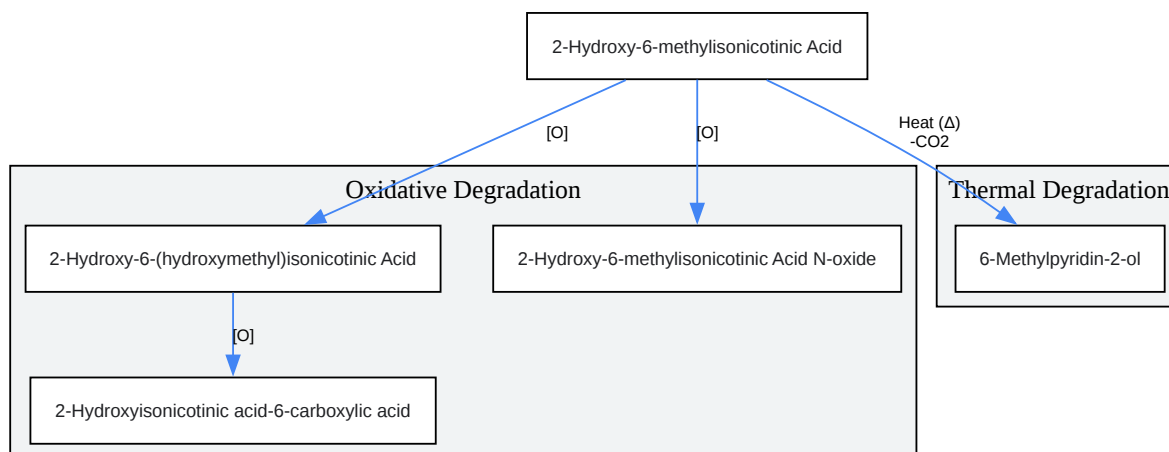 2-Hydroxy-6-methylisonicotinic Acid
[O]
[O]
Heat (Δ)
-CO2
Oxidative Degradation
Thermal Degradation
2-Hydroxy-6-(hydroxymethyl)isonicotinic Acid
2-Hydroxy-6-methylisonicotinic Acid N-oxide
6-Methylpyridin-2-ol
[O]
2-Hydroxyisonicotinic acid-6-carboxylic acid